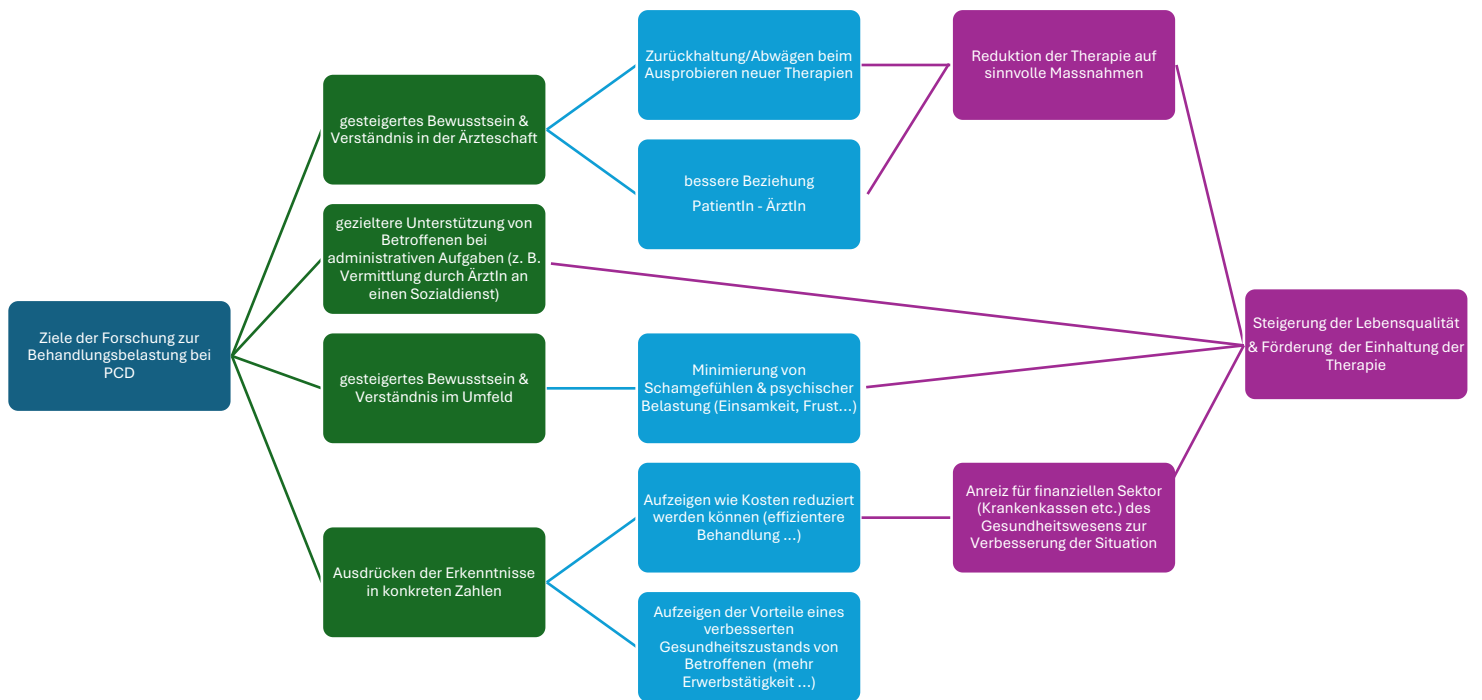 Ziele der Forschung zur
Behandlungsbelastung bei
PCD
gesteigertes Bewusstsein &
Verständnis in der Ärzteschaft
gezieltere Unterstützung von
Betroffenen bei
administrativen Aufgaben (z. B.
Vermittlung durch ÄrztIn an
einen Sozialdienst)
gesteigertes Bewusstsein &
Verständnis im Umfeld
Ausdrücken der Erkenntnisse
in konkreten Zahlen
Zurückhaltung/Abwägen beim
Ausprobieren neuer Therapien
bessere Beziehung
PatientIn - ÄrztIn
Minimierung von
Schamgefühlen & psychischer
Belastung (Einsamkeit, Frust...)
Aufzeigen wie Kosten reduziert
werden können (effizientere
Behandlung ...)
Aufzeigen der Vorteile eines
verbesserten
Gesundheitszustands von
Betroffenen (mehr
Erwerbstätigkeit ...)
Reduktion der Therapie auf
sinnvolle Massnahmen
Anreiz für finanziellen Sektor
(Krankenkassen etc.) des
Gesundheitswesens zur
Verbesserung der Situation
Steigerung der Lebensqualität
& Förderung der Einhaltung der
Therapie